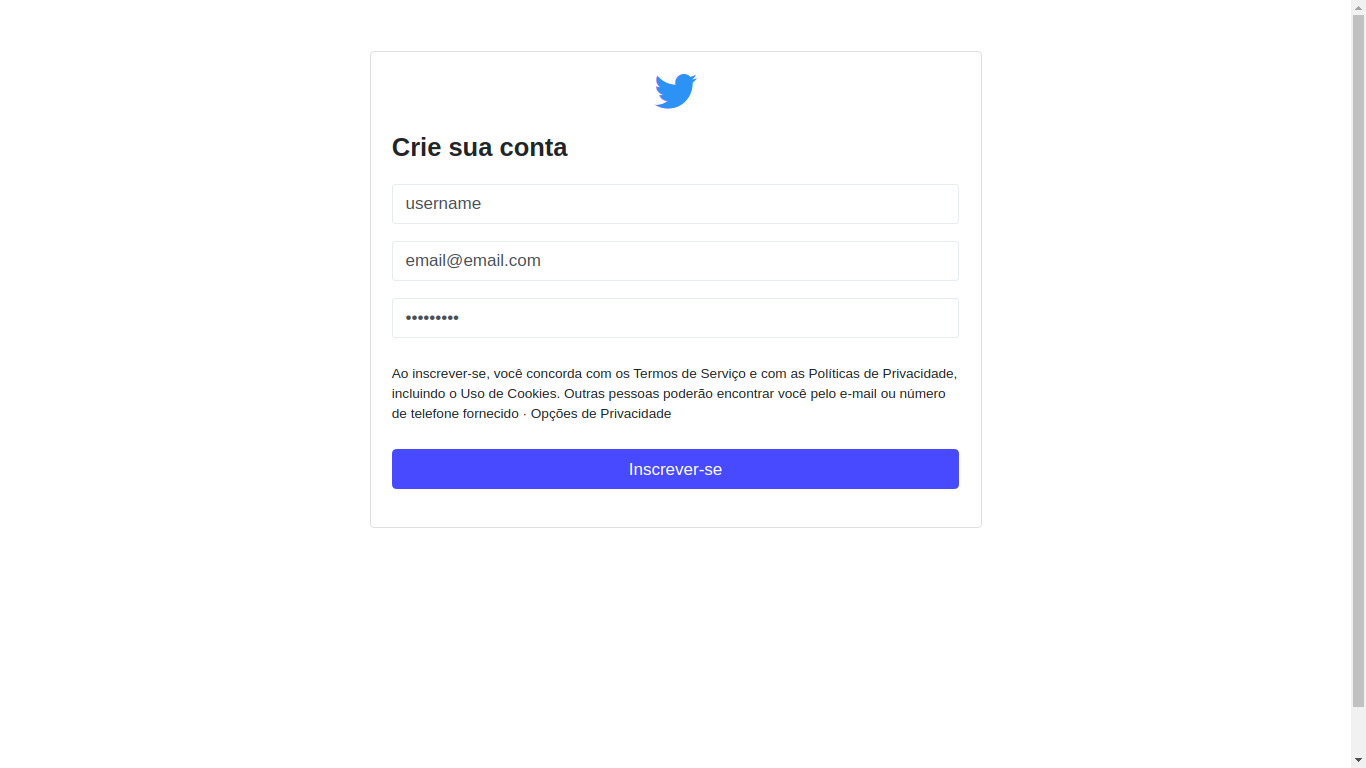 Crie sua conta
username
email@email.com
•••••••••
Ao inscrever-se, você concorda com os Termos de Serviço e com as Políticas de Privacidade,
incluindo o Uso de Cookies. Outras pessoas poderão encontrar você pelo e-mail ou número
de telefone fornecido · Opções de Privacidade
Inscrever-se